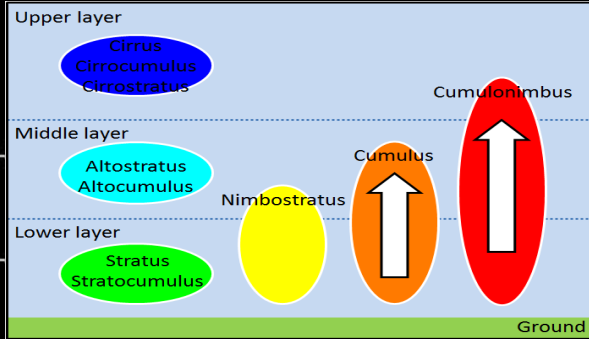 Upper layer
Cirrus
Cirrocumulus
Cirrostratus
Cumulonimbus
Middle layer
Altostratus
Altocumulus
Cumulus
Nimbostratus
Lower layer
Stratus
Stratocumulus
Ground